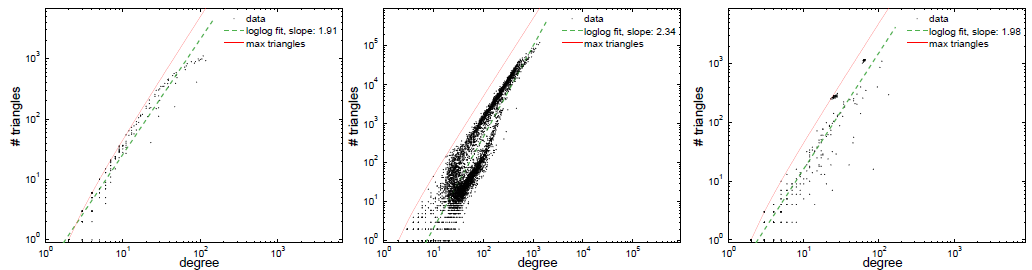 data
loglog fit, slope: 1.91
max triangles
# triangles
10^3
10^2
10^1
10^0
10^0 10^1 10^2 10^3
degree
data
loglog fit, slope: 2.34
max triangles
# triangles
10^5
10^4
10^3
10^2
10^1
10^0
10^0 10^1 10^2 10^3 10^4 10^5
degree
data
loglog fit, slope: 1.98
max triangles
# triangles
10^3
10^2
10^1
10^0
10^0 10^1 10^2 10^3
degree